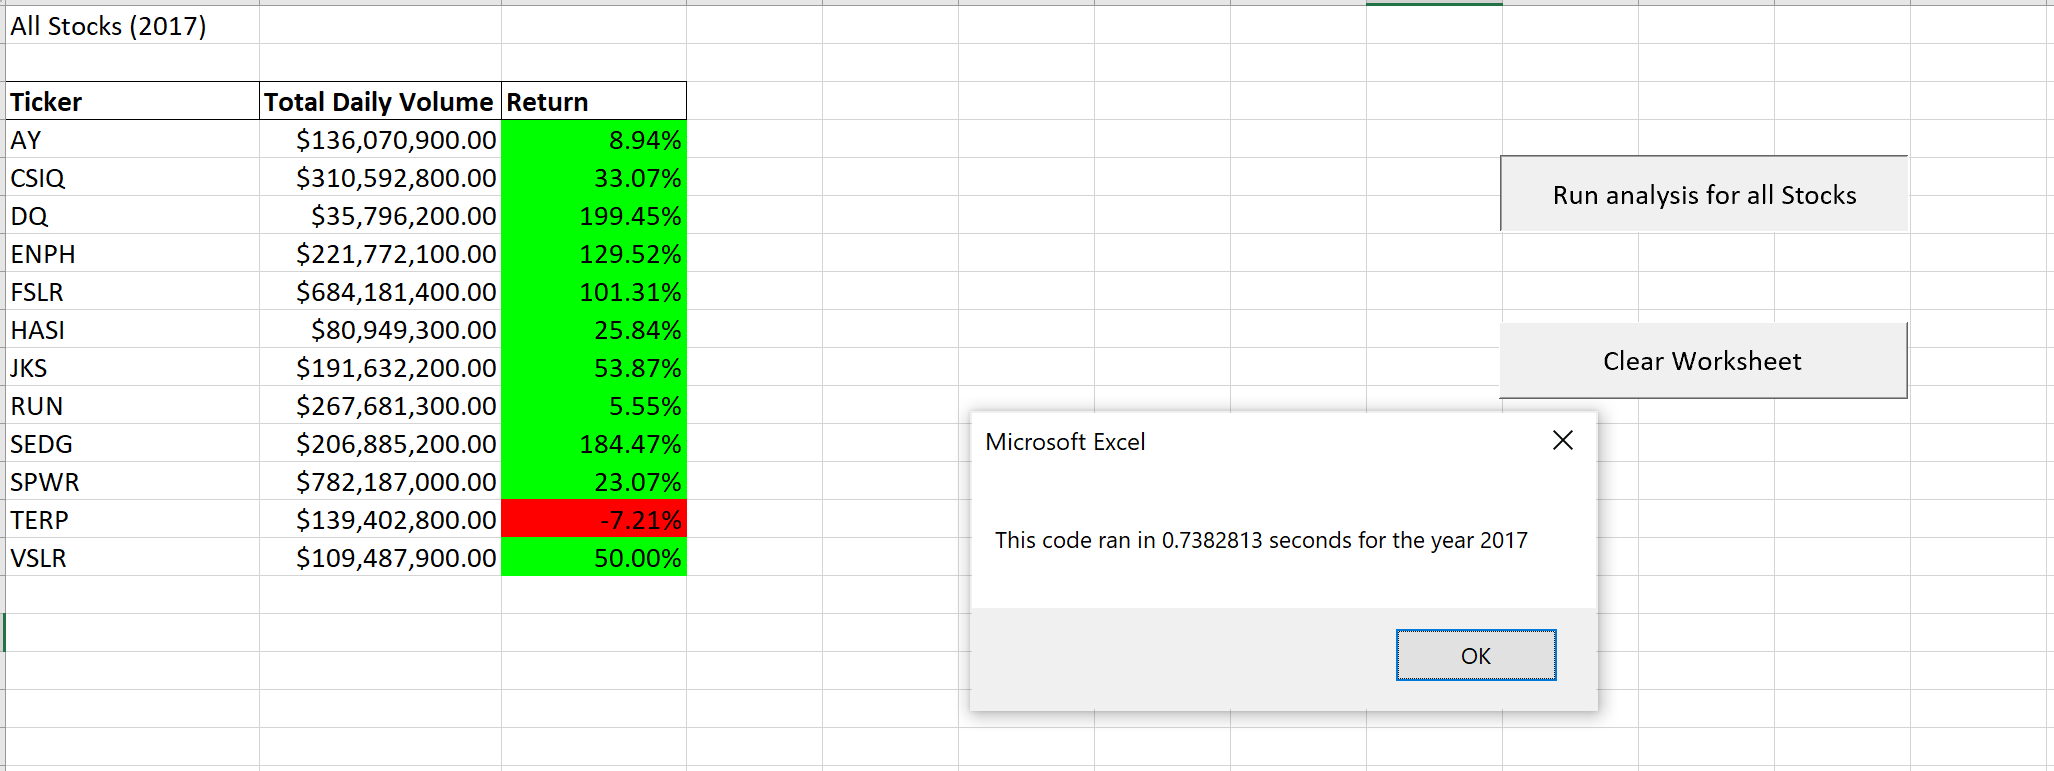 All Stocks (2017)
Ticker Total Daily Volume Return
AY $136,070,900.00 8.94%
CSIQ $310,592,800.00 33.07%
DQ $35,796,200.00 199.45%
ENPH $221,772,100.00 129.52%
FSLR $684,181,400.00 101.31%
HASI $80,949,300.00 25.84%
JKS $191,632,200.00 53.87%
RUN $267,681,300.00 5.55%
SEDG $206,885,200.00 184.47%
SPWR $782,187,000.00 23.07%
TERP $139,402,800.00 -7.21%
VSLR $109,487,900.00 50.00%
Run analysis for all Stocks
Clear Worksheet
Microsoft Excel
This code ran in 0.7382813 seconds for the year 2017
OK